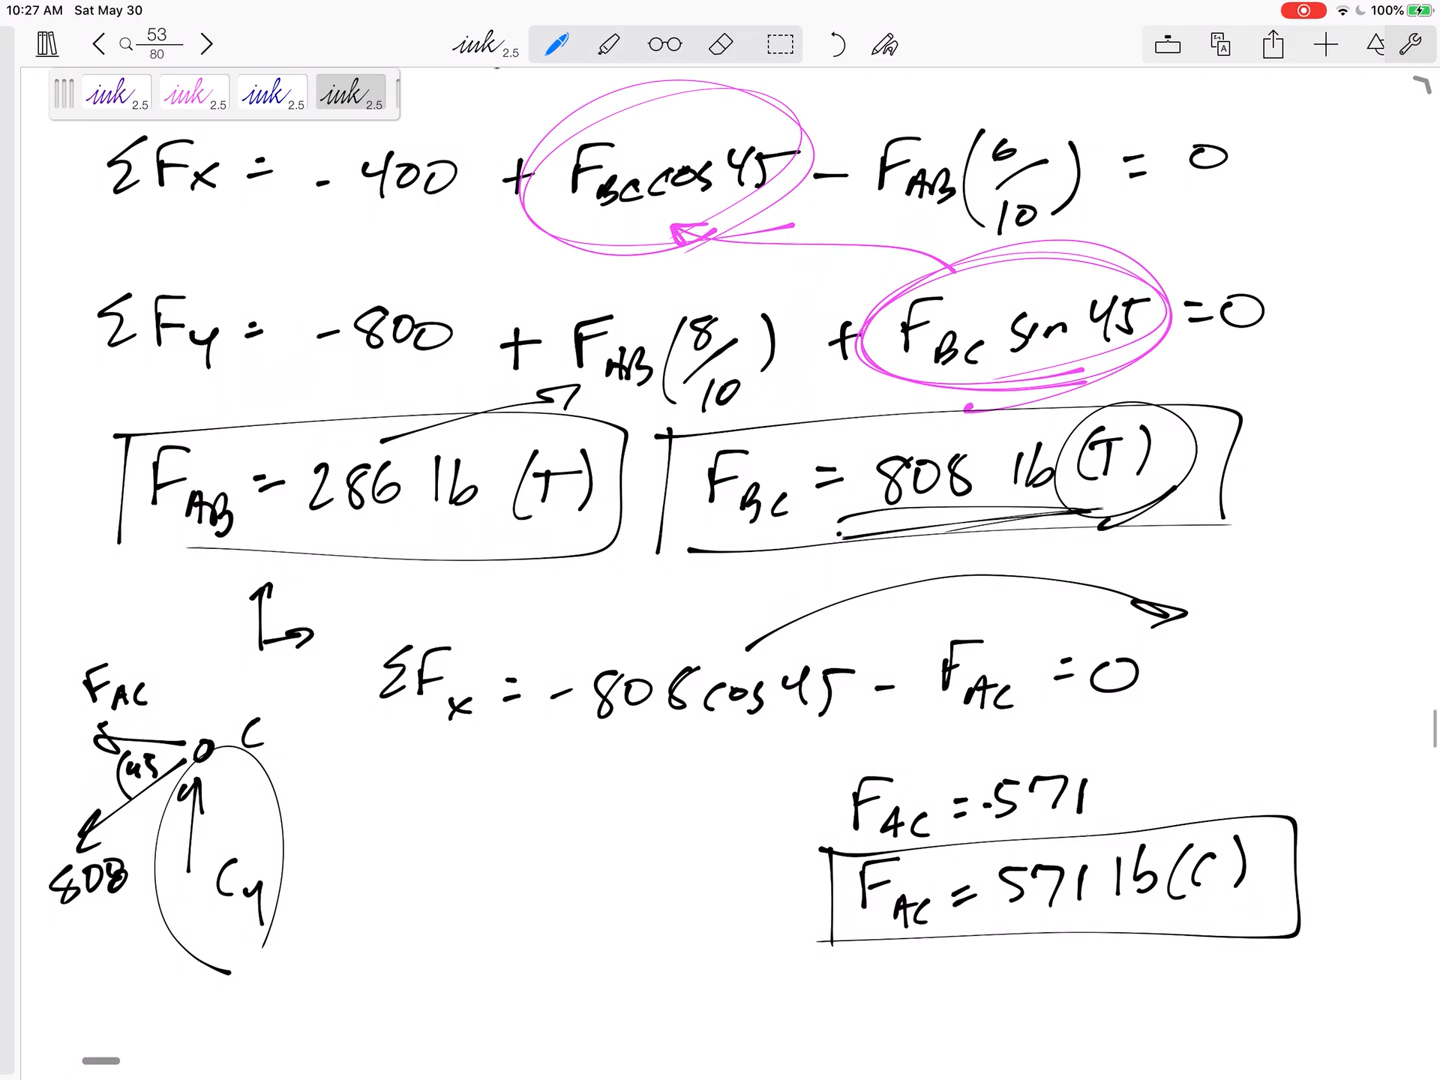 10:27 AM Sat May 30
100%
53
80
ink 2.5
ink 2.5 ink 2.5 ink 2.5 ink 2.5
ΣFx = -400 + FBC cos 45 - FAB (6/10) = 0
ΣFy = -800 + FAB (8/10) + FBC sin 45 = 0
FAB = 286 lb (T)
FBC = 808 lb (T)
ΣFx = -808 cos 45 - FAC = 0
FAC
C
45
808
Cy
FAC = -571
FAC = 571 lb (C)